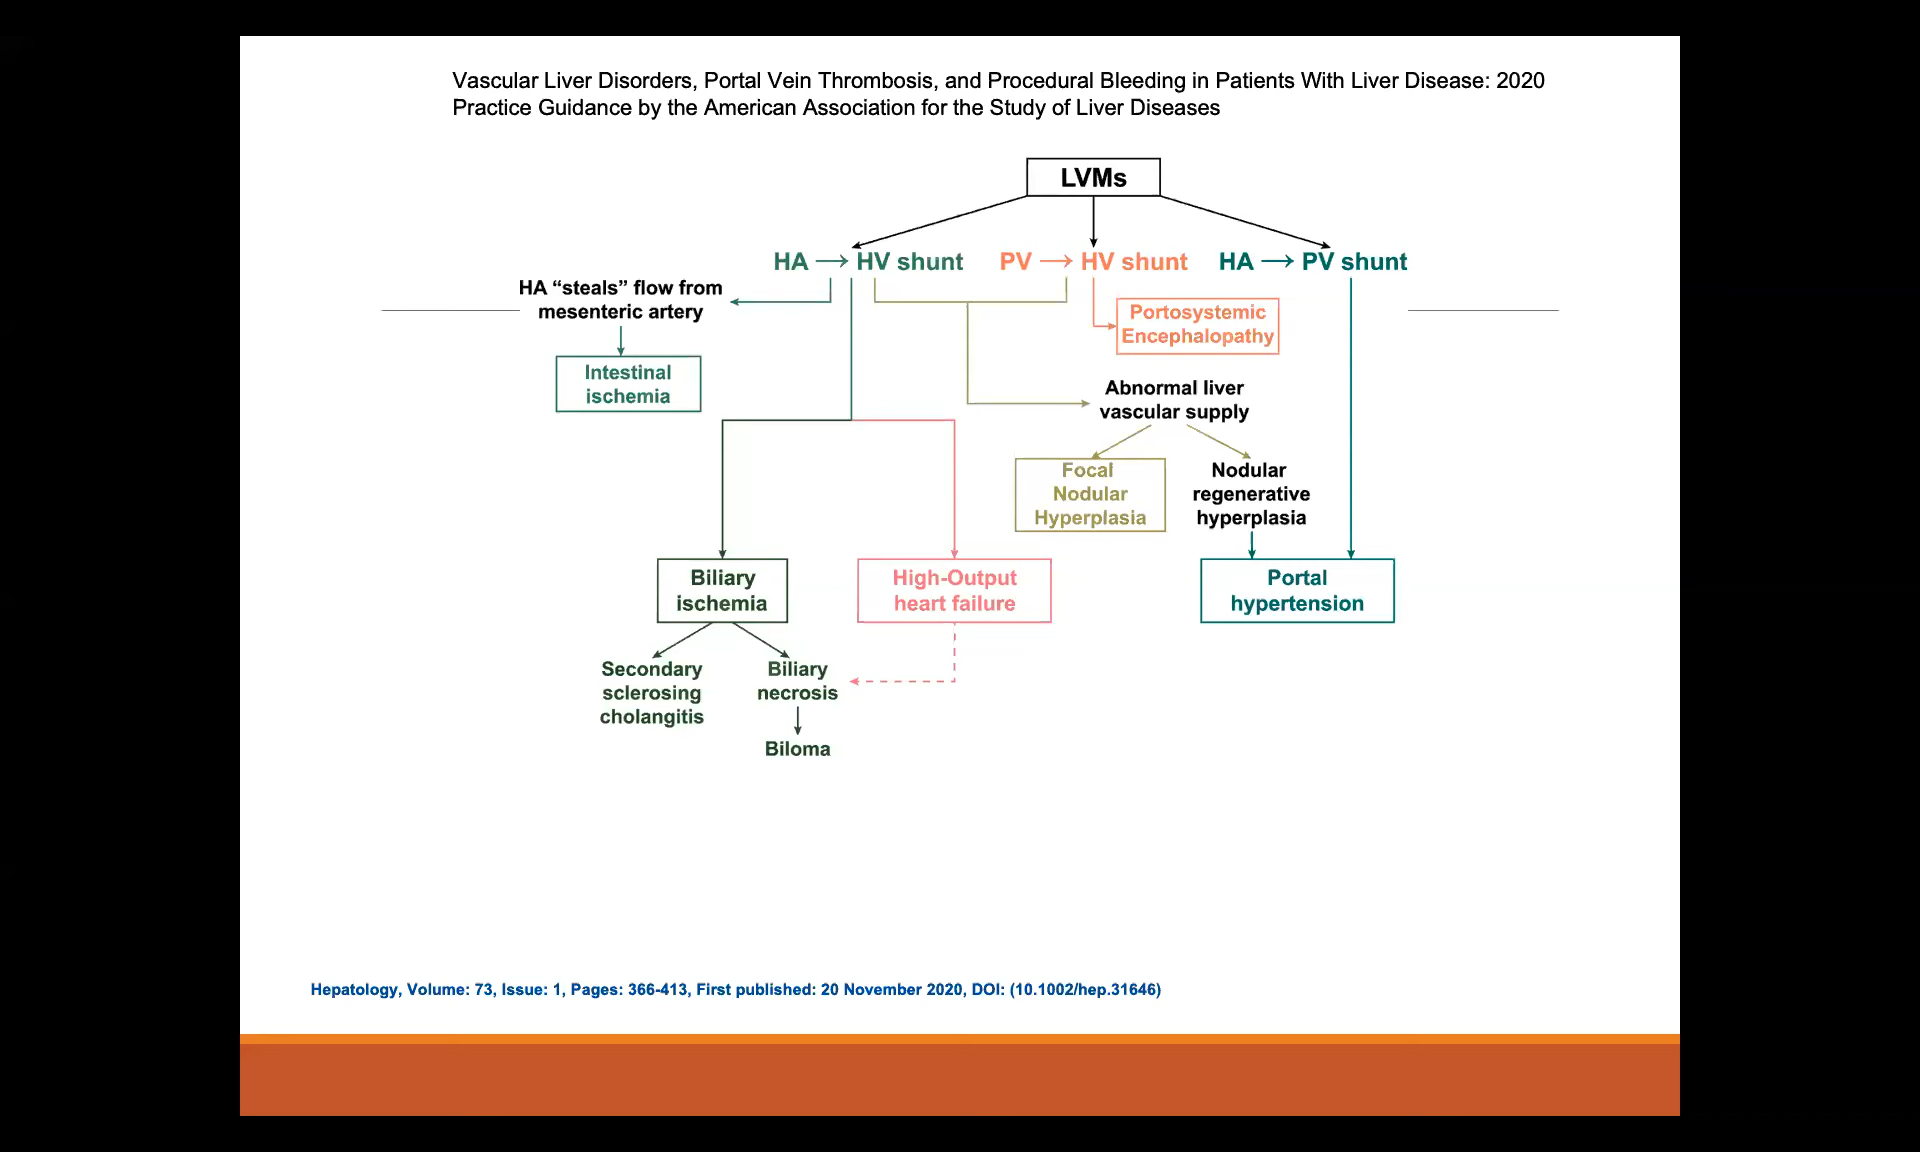 Vascular Liver Disorders, Portal Vein Thrombosis, and Procedural Bleeding in Patients With Liver Disease: 2020
Practice Guidance by the American Association for the Study of Liver Diseases
LVMs
HA → HV shunt
PV → HV shunt
HA → PV shunt
HA “steals” flow from
mesenteric artery
Intestinal
ischemia
Portosystemic
Encephalopathy
Abnormal liver
vascular supply
Focal
Nodular
Hyperplasia
Nodular
regenerative
hyperplasia
Biliary
ischemia
High-Output
heart failure
Portal
hypertension
Secondary
sclerosing
cholangitis
Biliary
necrosis
Biloma
Hepatology, Volume: 73, Issue: 1, Pages: 366-413, First published: 20 November 2020, DOI: (10.1002/hep.31646)